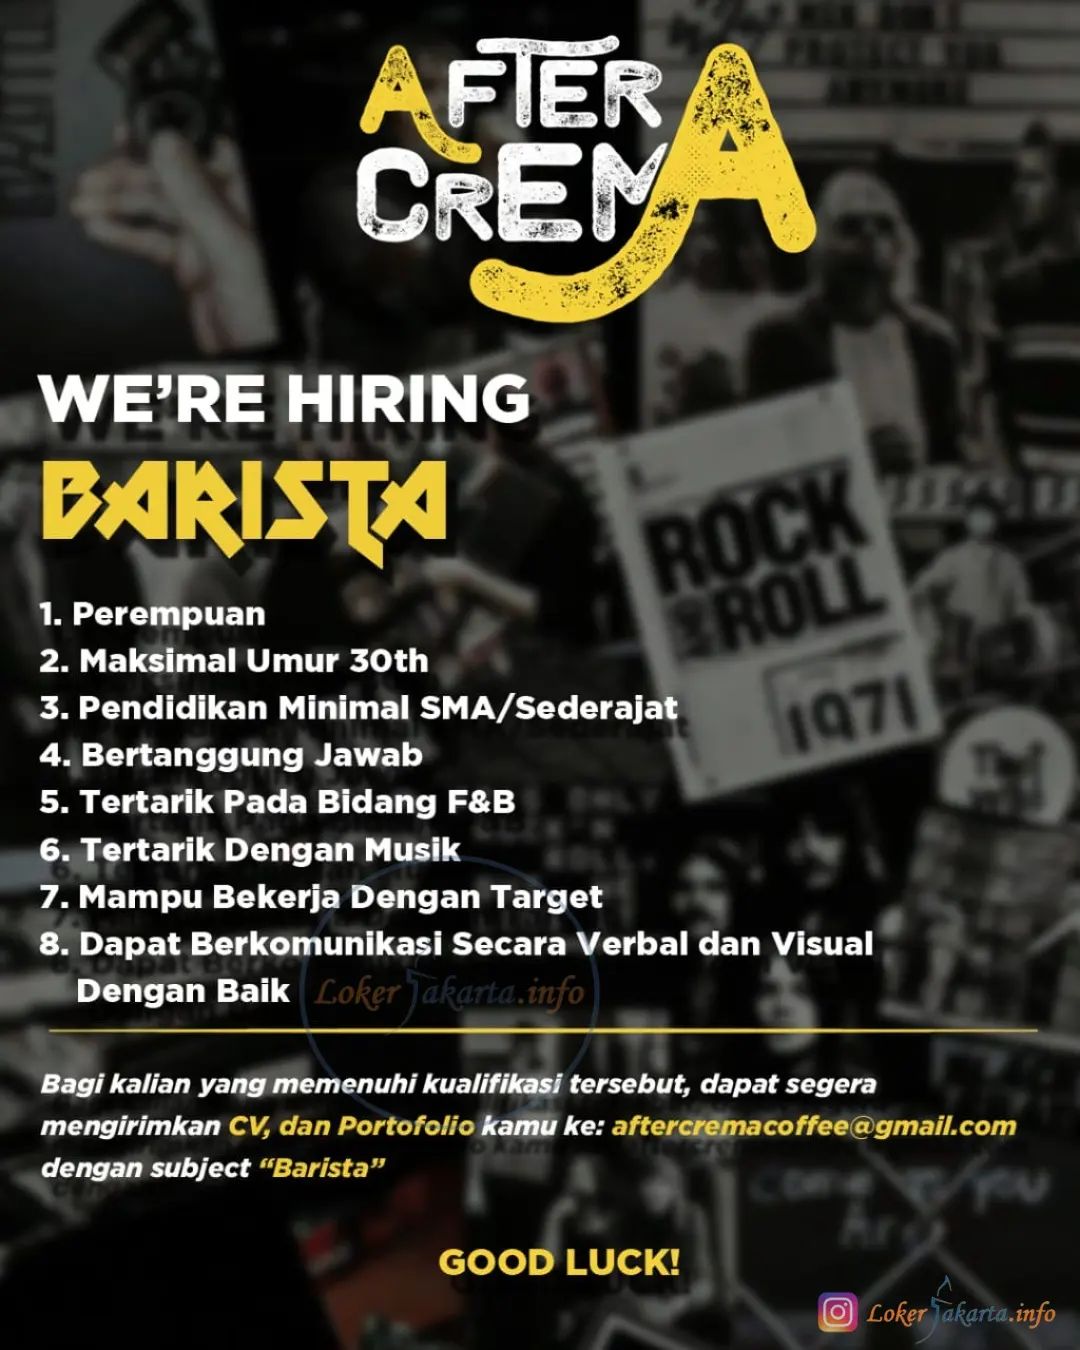 AFTER
CREMA
WE'RE HIRING
BARISTA
ROCK
ROLL
1971
1. Perempuan
2. Maksimal Umur 30th
3. Pendidikan Minimal SMA/Sederajat
4. Bertanggung Jawab
5. Tertarik Pada Bidang F&B
6. Tertarik Dengan Musik
7. Mampu Bekerja Dengan Target
8. Dapat Berkomunikasi Secara Verbal dan Visual
Dengan Baik
Loker Jakarta.info
Bagi kalian yang memenuhi kualifikasi tersebut, dapat segera
mengirimkan CV, dan Portofolio kamu ke: aftercremacoffee@gmail.com
dengan subject “Barista”
GOOD LUCK!
Loker Jakarta.info